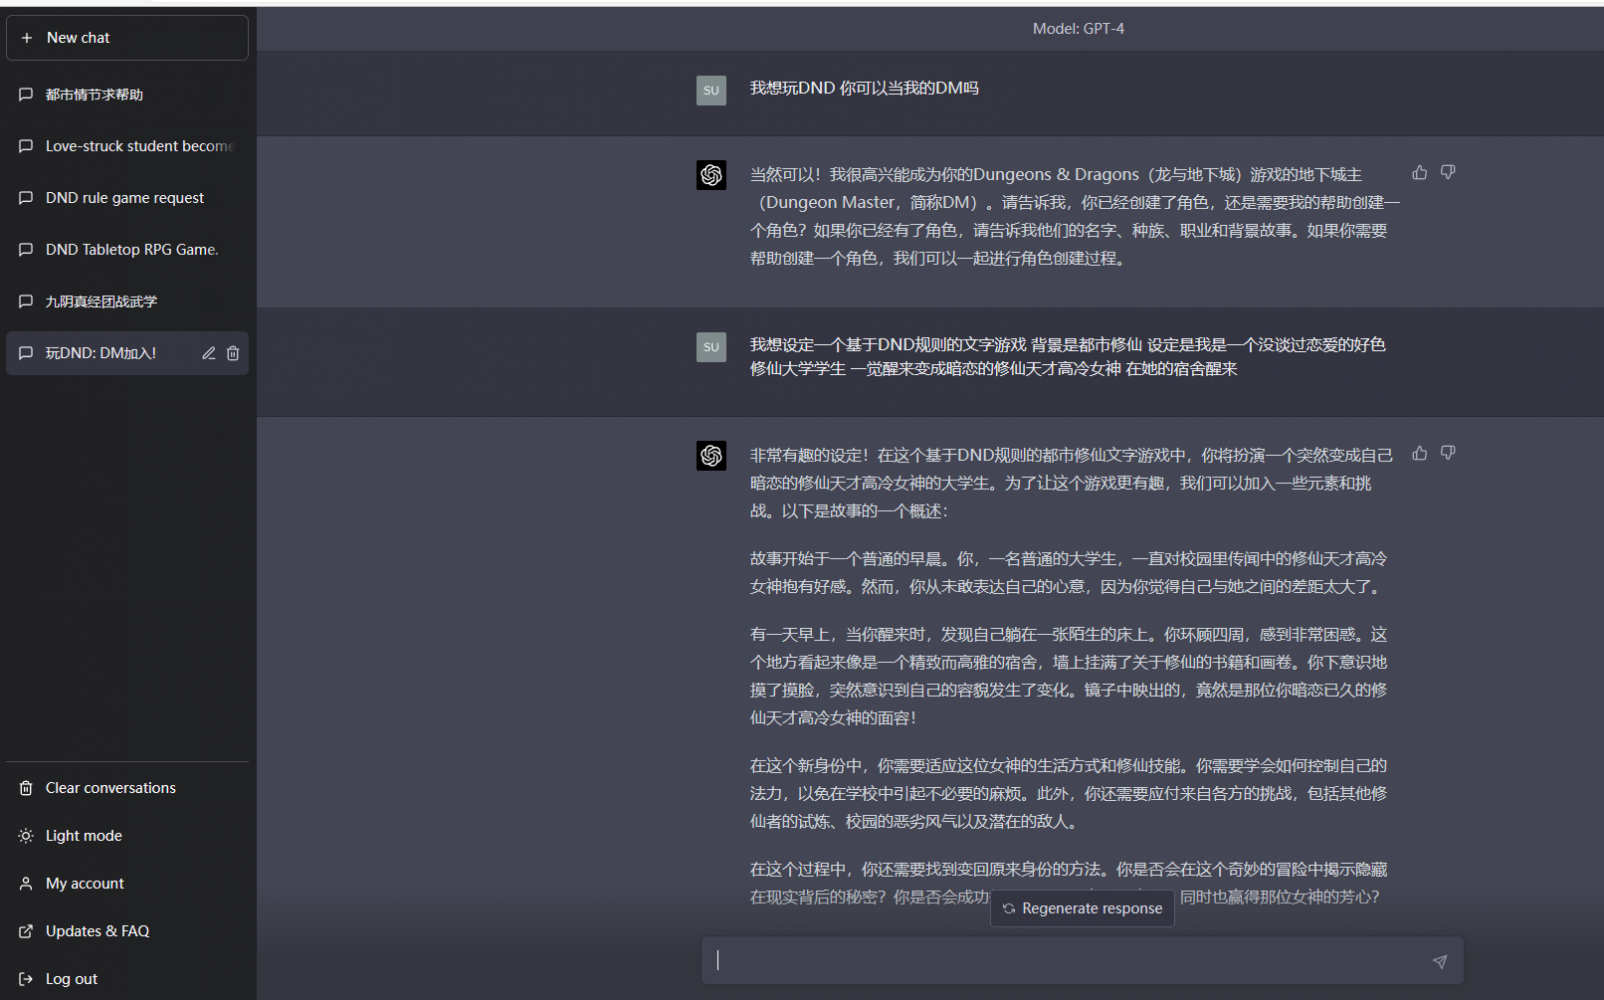 New chat
都市情节求帮助
Love-struck student become
DND rule game request
DND Tabletop RPG Game.
九阴真经团战武学
玩DND: DM加入!
Clear conversations
Light mode
My account
Updates & FAQ
Log out
Model: GPT-4
SU
我想玩DND 你可以当我的DM吗
当然可以！我很高兴能成为你的Dungeons & Dragons（龙与地下城）游戏的地下城主
（Dungeon Master，简称DM）。请告诉我，你已经创建了角色，还是需要我的帮助创建一
个角色？如果你已经有了角色，请告诉我他们的名字、种族、职业和背景故事。如果你需要
帮助创建一个角色，我们可以一起进行角色创建过程。
SU
我想设定一个基于DND规则的文字游戏 背景是都市修仙 设定是我是一个没谈过恋爱的好色
修仙大学学生 一觉醒来变成暗恋的修仙天才高冷女神 在她的宿舍醒来
非常有趣的设定！在这个基于DND规则的都市修仙文字游戏中，你将扮演一个突然变成自己
暗恋的修仙天才高冷女神的大学生。为了让这个游戏更有趣，我们可以加入一些元素和挑
战。以下是故事的一个概述：
故事开始于一个普通的早晨。你，一名普通的大学生，一直对校园里传闻中的修仙天才高冷
女神抱有好感。然而，你从未敢表达自己的心意，因为你觉得自己与她之间的差距太大了。
有一天早上，当你醒来时，发现自己躺在一张陌生的床上。你环顾四周，感到非常困惑。这
个地方看起来像是一个精致而高雅的宿舍，墙上挂满了关于修仙的书籍和画卷。你下意识地
摸了摸脸，突然意识到自己的容貌发生了变化。镜子中映出的，竟然是那位你暗恋已久的修
仙天才高冷女神的面容！
在这个新身份中，你需要适应这位女神的生活方式和修仙技能。你需要学会如何控制自己的
法力，以免在学校中引起不必要的麻烦。此外，你还需要应付来自各方的挑战，包括其他修
仙者的试炼、校园的恶劣风气以及潜在的敌人。
在这个过程中，你还需要找到变回原来身份的方法。你是否会在这个奇妙的冒险中揭示隐藏
在现实背后的秘密？你是否会成功 同时也赢得那位女神的芳心？
Regenerate response